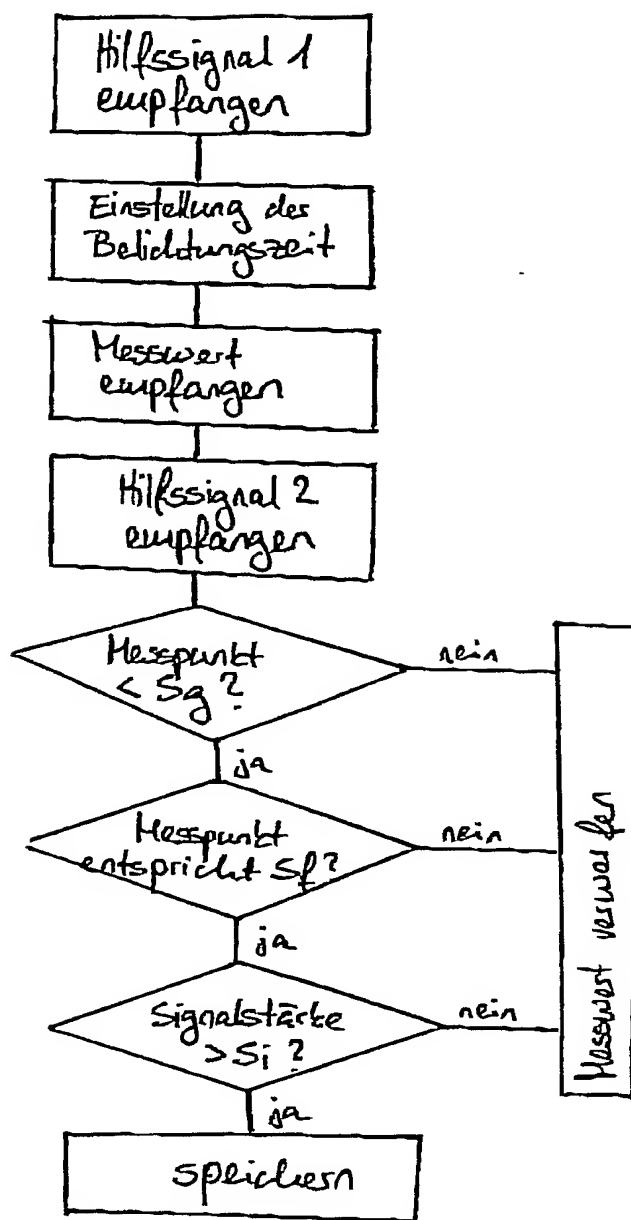 Hilfssignal 1
empfangen
Einstellung des
Belichtungszeit
Messwert
empfangen
Hilfssignal 2
empfangen
Messpunkt
< Sg ?
nein
ja
Messpunkt
entspricht Sf?
nein
ja
Signalstärke
> Si ?
nein
ja
speichern
Messwert verwerfen